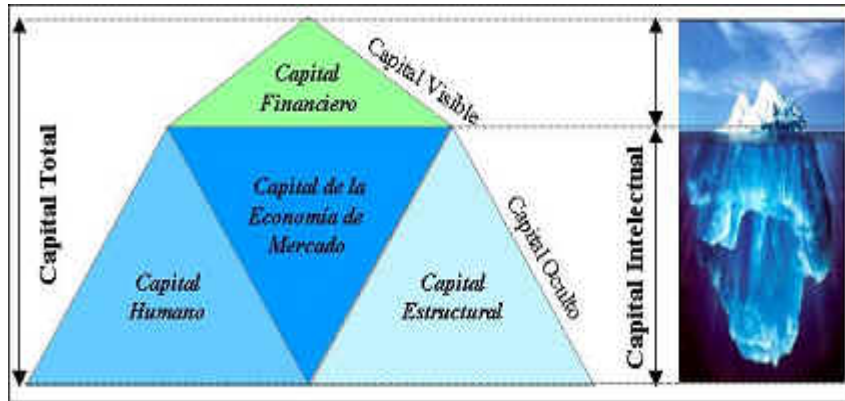 Capital Total
Capital
Financiero
Capital Visible
Capital de la
Economía de
Mercado
Capital
Humano
Capital
Estructural
Capital Oculto
Capital Intelectual